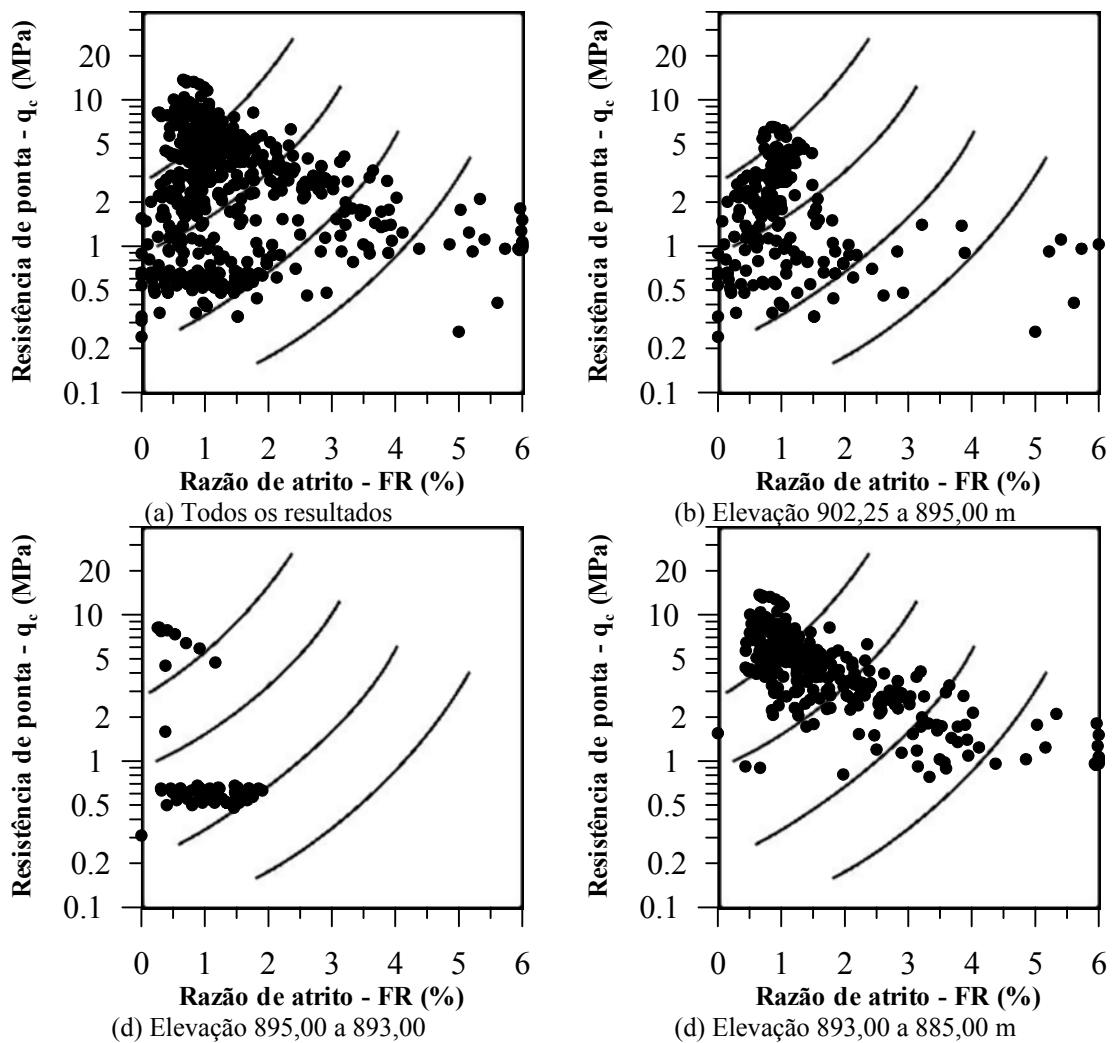 Resistência de ponta - qc (MPa)
20
10
5
2
1
0.5
0.2
0.1
0 1 2 3 4 5 6
Razão de atrito - FR (%)
(a) Todos os resultados
Resistência de ponta - qc (MPa)
20
10
5
2
1
0.5
0.2
0.1
0 1 2 3 4 5 6
Razão de atrito - FR (%)
(b) Elevação 902,25 a 895,00 m
Resistência de ponta - qc (MPa)
20
10
5
2
1
0.5
0.2
0.1
0 1 2 3 4 5 6
Razão de atrito - FR (%)
(d) Elevação 895,00 a 893,00
Resistência de ponta - qc (MPa)
20
10
5
2
1
0.5
0.2
0.1
0 1 2 3 4 5 6
Razão de atrito - FR (%)
(d) Elevação 893,00 a 885,00 m